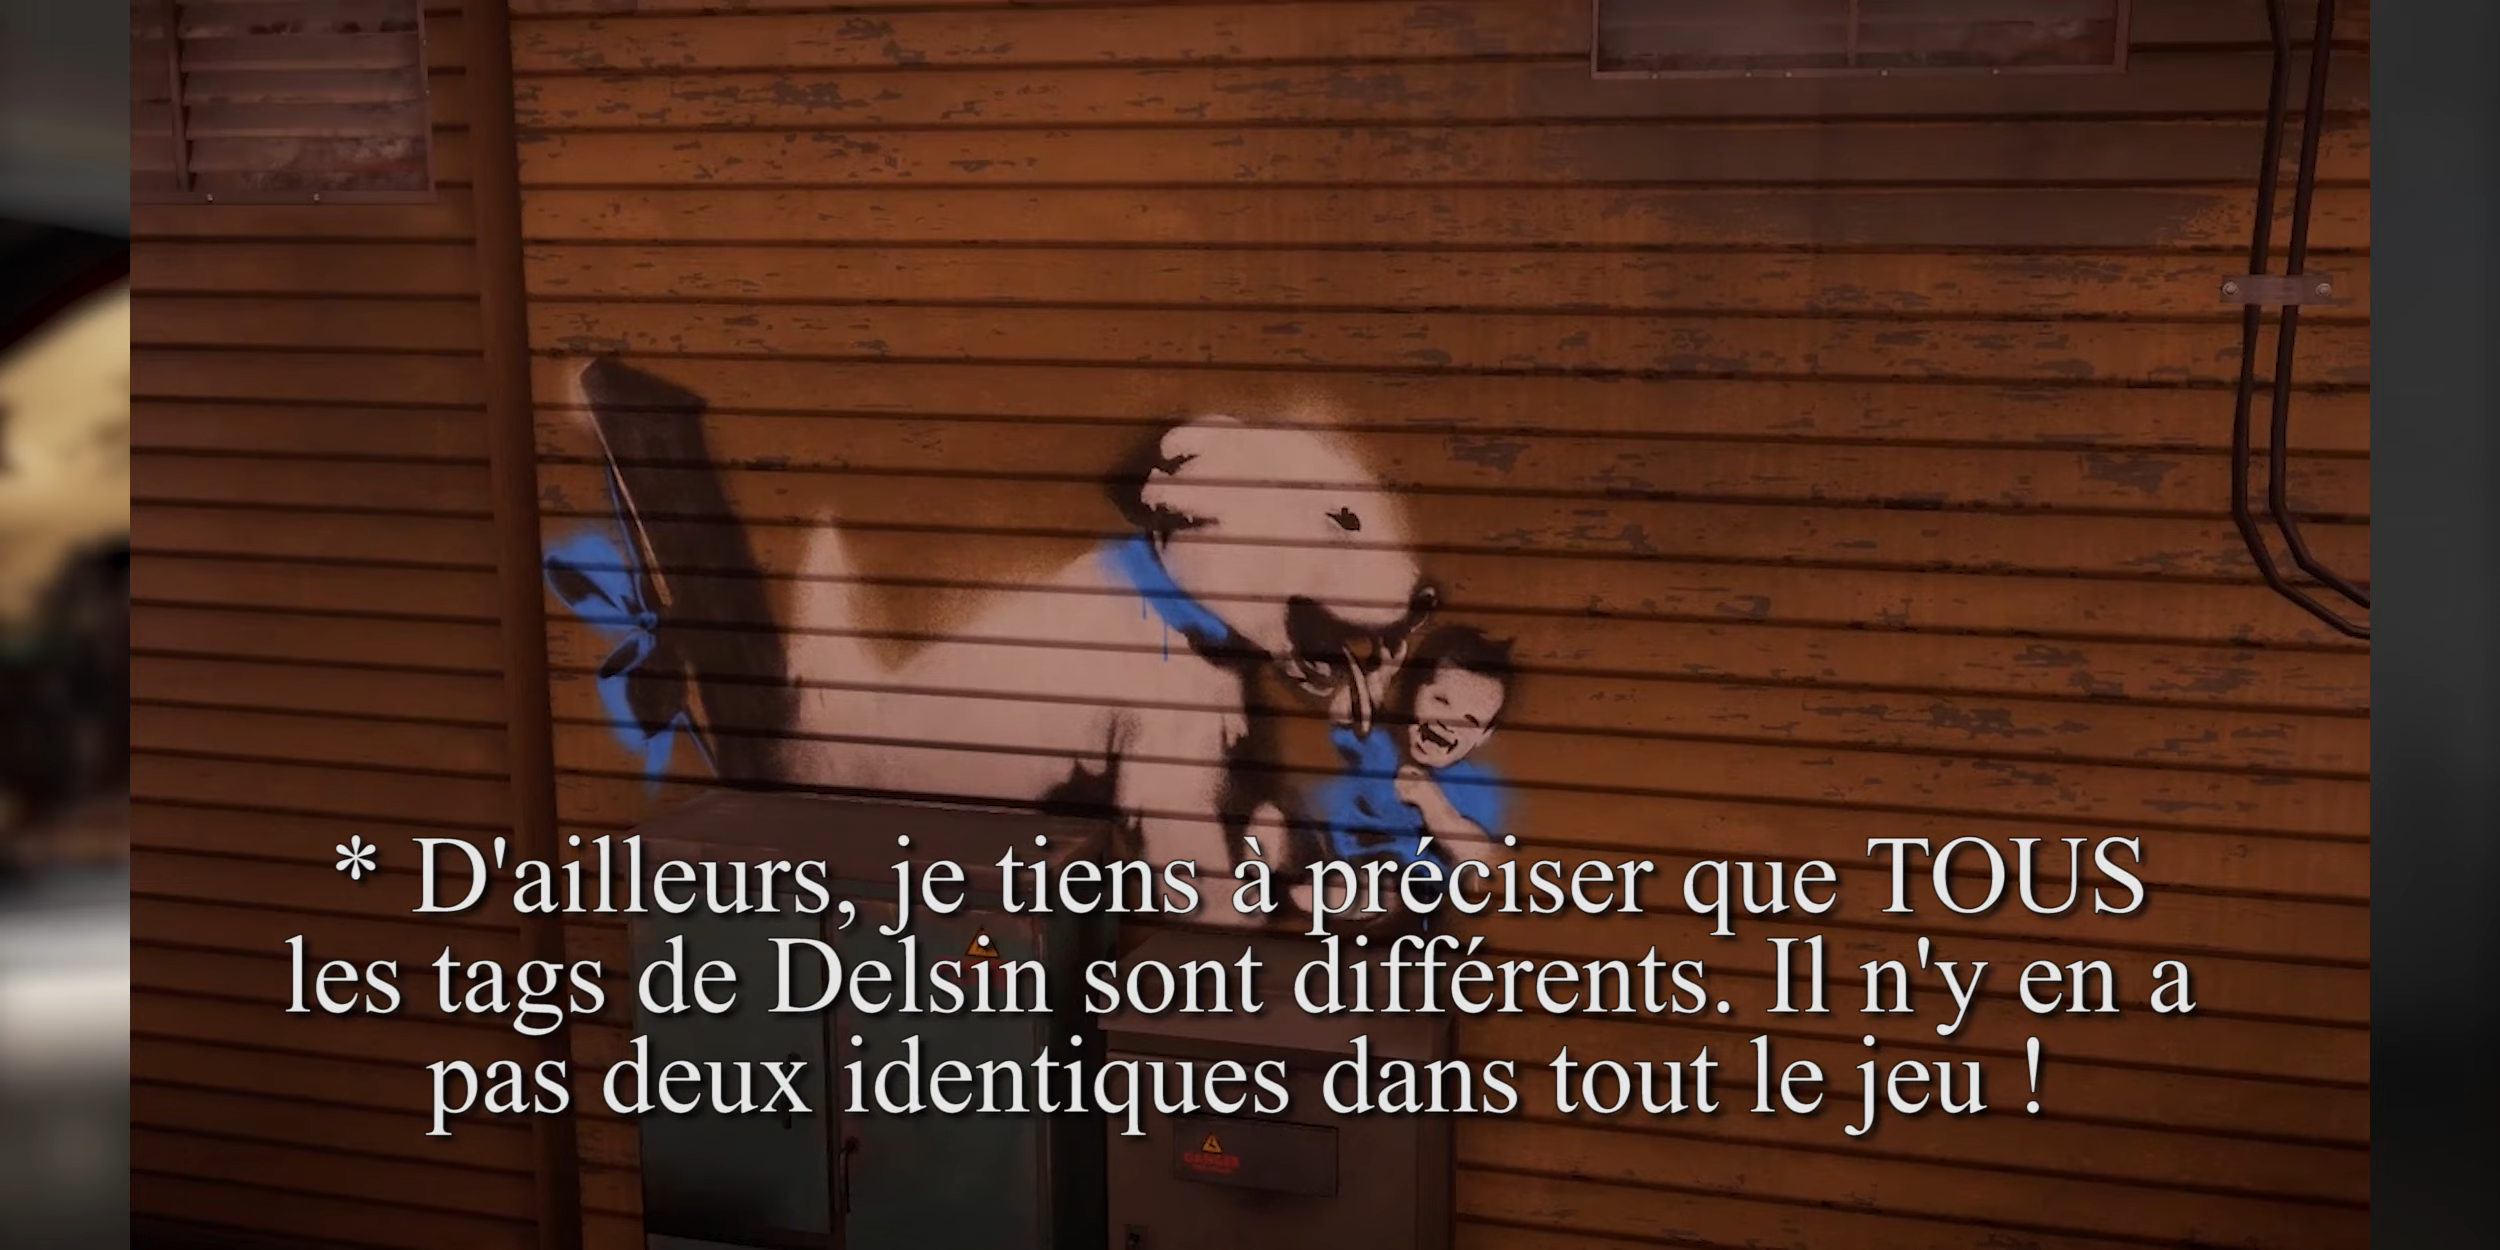 * D'ailleurs, je tiens à préciser que TOUS
les tags de Delsin sont différents. Il n'y en a
pas deux identiques dans tout le jeu !
DANGER